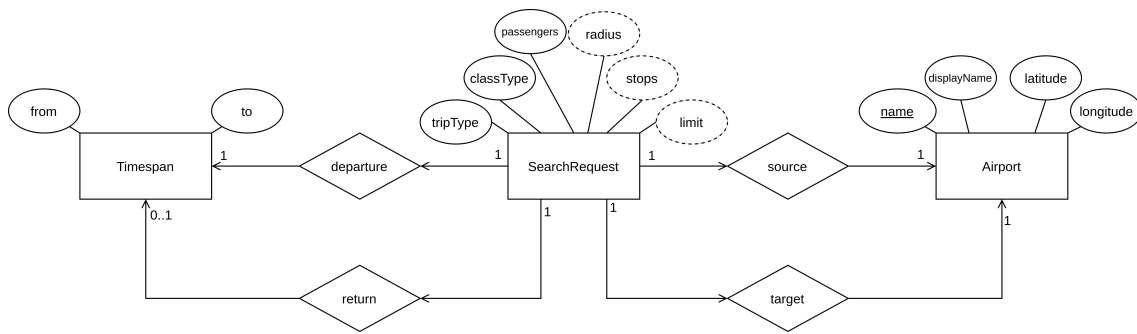 passengers
radius
classType
stops
displayName
latitude
from
to
tripType
limit
name
longitude
1
1
1
1
Timespan
departure
SearchRequest
source
Airport
0..1
1
1
1
return
target